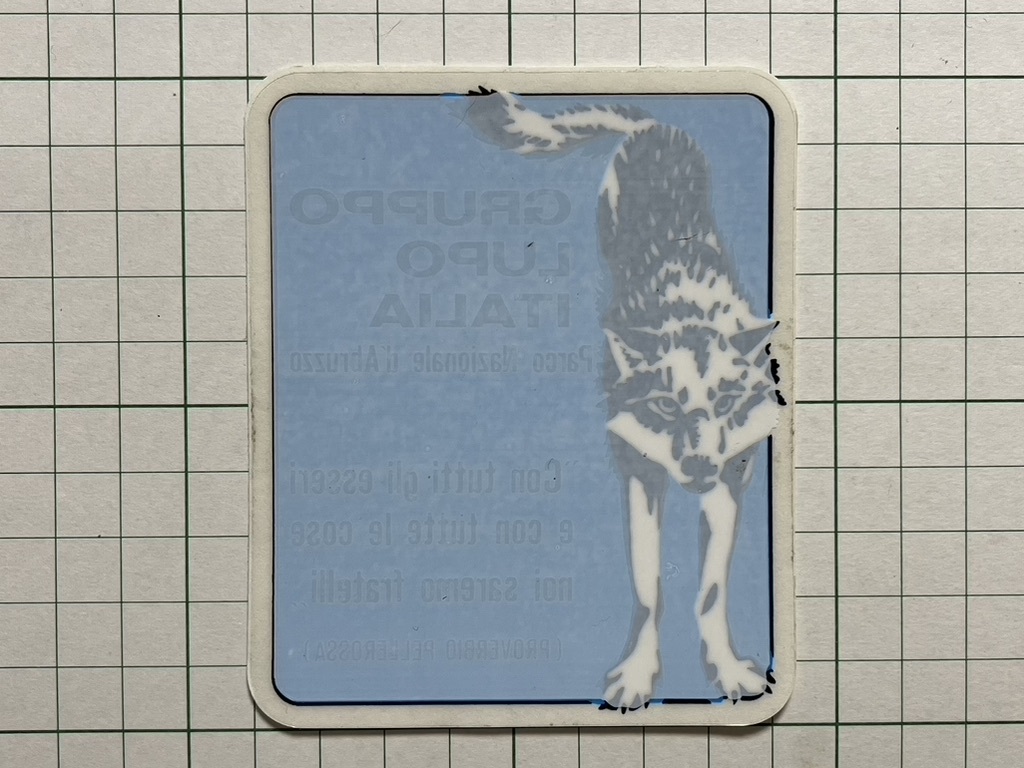 GRUPPO
LUPO
ITALIA
Parco Nazionale d'Abruzzo
"Con tutti gli esseri
e con tutte le cose
noi saremo fratelli
(PROVERBIO PELLEROSSA)